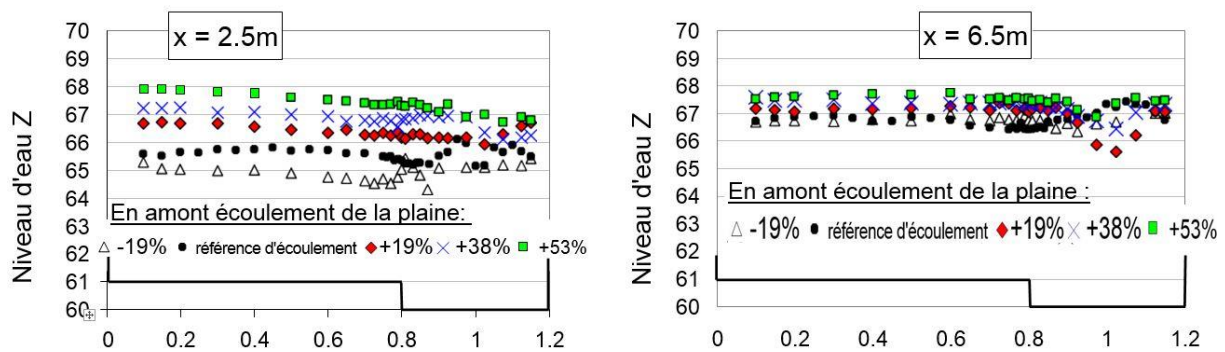 x = 2.5m
Niveau d'eau Z
70
69
68
67
66
65
64
63
62
61
60
En amont écoulement de la plaine:
-19% référence d'écoulement +19% +38% +53%
0 0.2 0.4 0.6 0.8 1 1.2
x = 6.5m
Niveau d'eau Z
70
69
68
67
66
65
64
63
62
61
60
En amont écoulement de la plaine :
-19% référence d'écoulement +19% +38% +53%
0 0.2 0.4 0.6 0.8 1 1.2